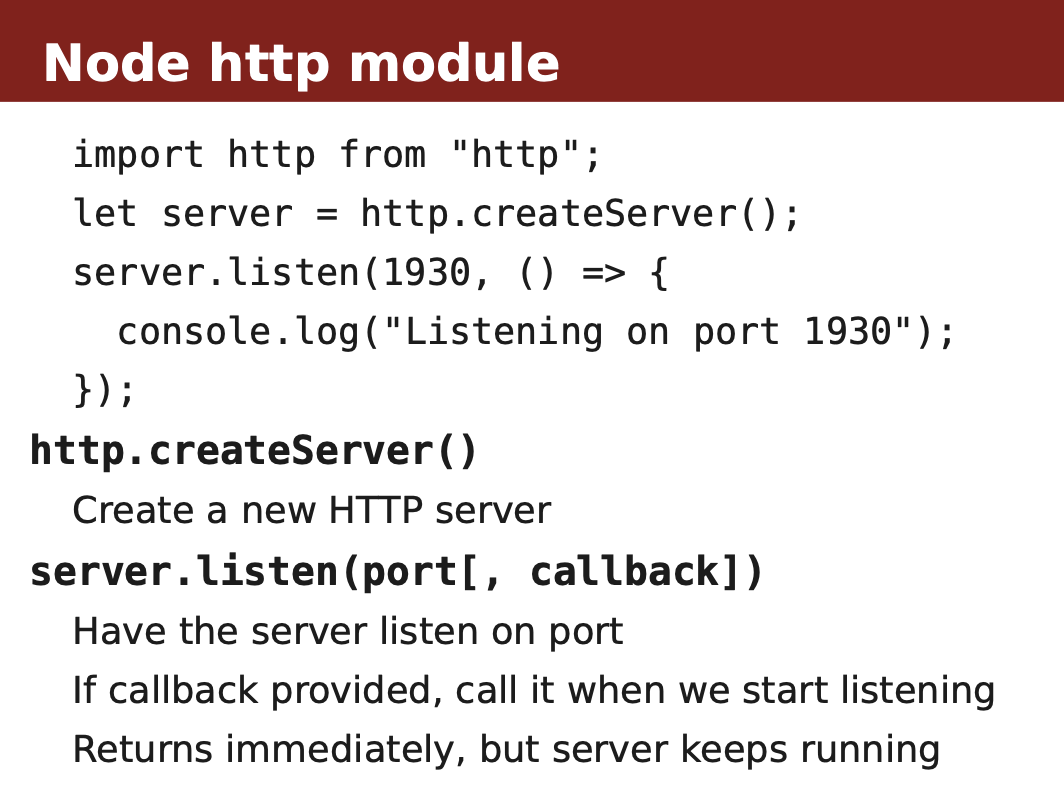 Node http module
import http from "http";
let server = http.createServer();
server.listen(1930, () => {
  console.log("Listening on port 1930");
});
http.createServer()
Create a new HTTP server
server.listen(port[, callback])
Have the server listen on port
If callback provided, call it when we start listening
Returns immediately, but server keeps running